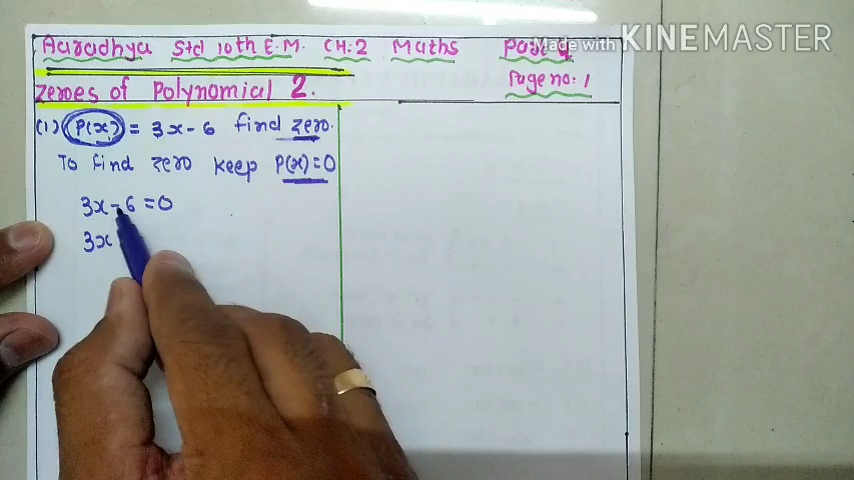 Aaradhya Std 10th E.M. CH:2 Maths Part
Made with KINEMASTER
Page no: 1
Zeroes of Polynomial 2.
(1) P(x) = 3x - 6 find zero.
To find zero keep P(x) = 0
3x - 6 = 0
3x